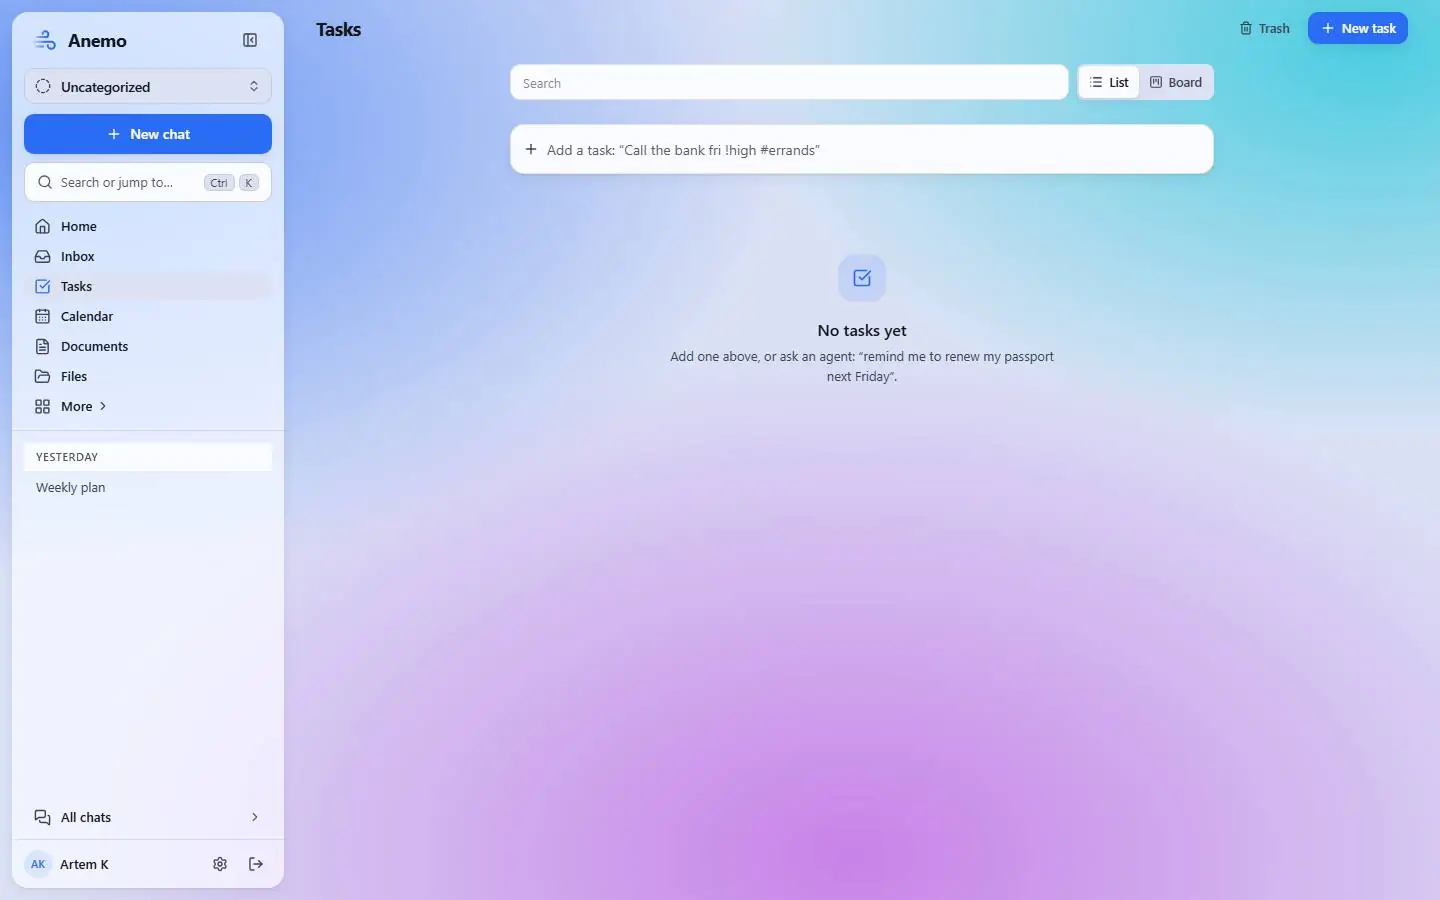 Anemo
Uncategorized
New chat
Search or jump to... Ctrl K
Home
Inbox
Tasks
Calendar
Documents
Files
More
YESTERDAY
Weekly plan
All chats
AK Artem K
Tasks
Trash
New task
Search
List
Board
Add a task: “Call the bank fri !high #errands”
No tasks yet
Add one above, or ask an agent: “remind me to renew my passport
next Friday”.